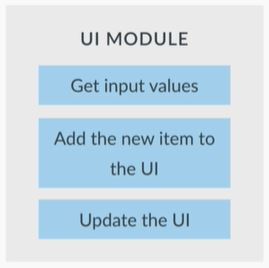 UI MODULE
Get input values
Add the new item to
the UI
Update the UI